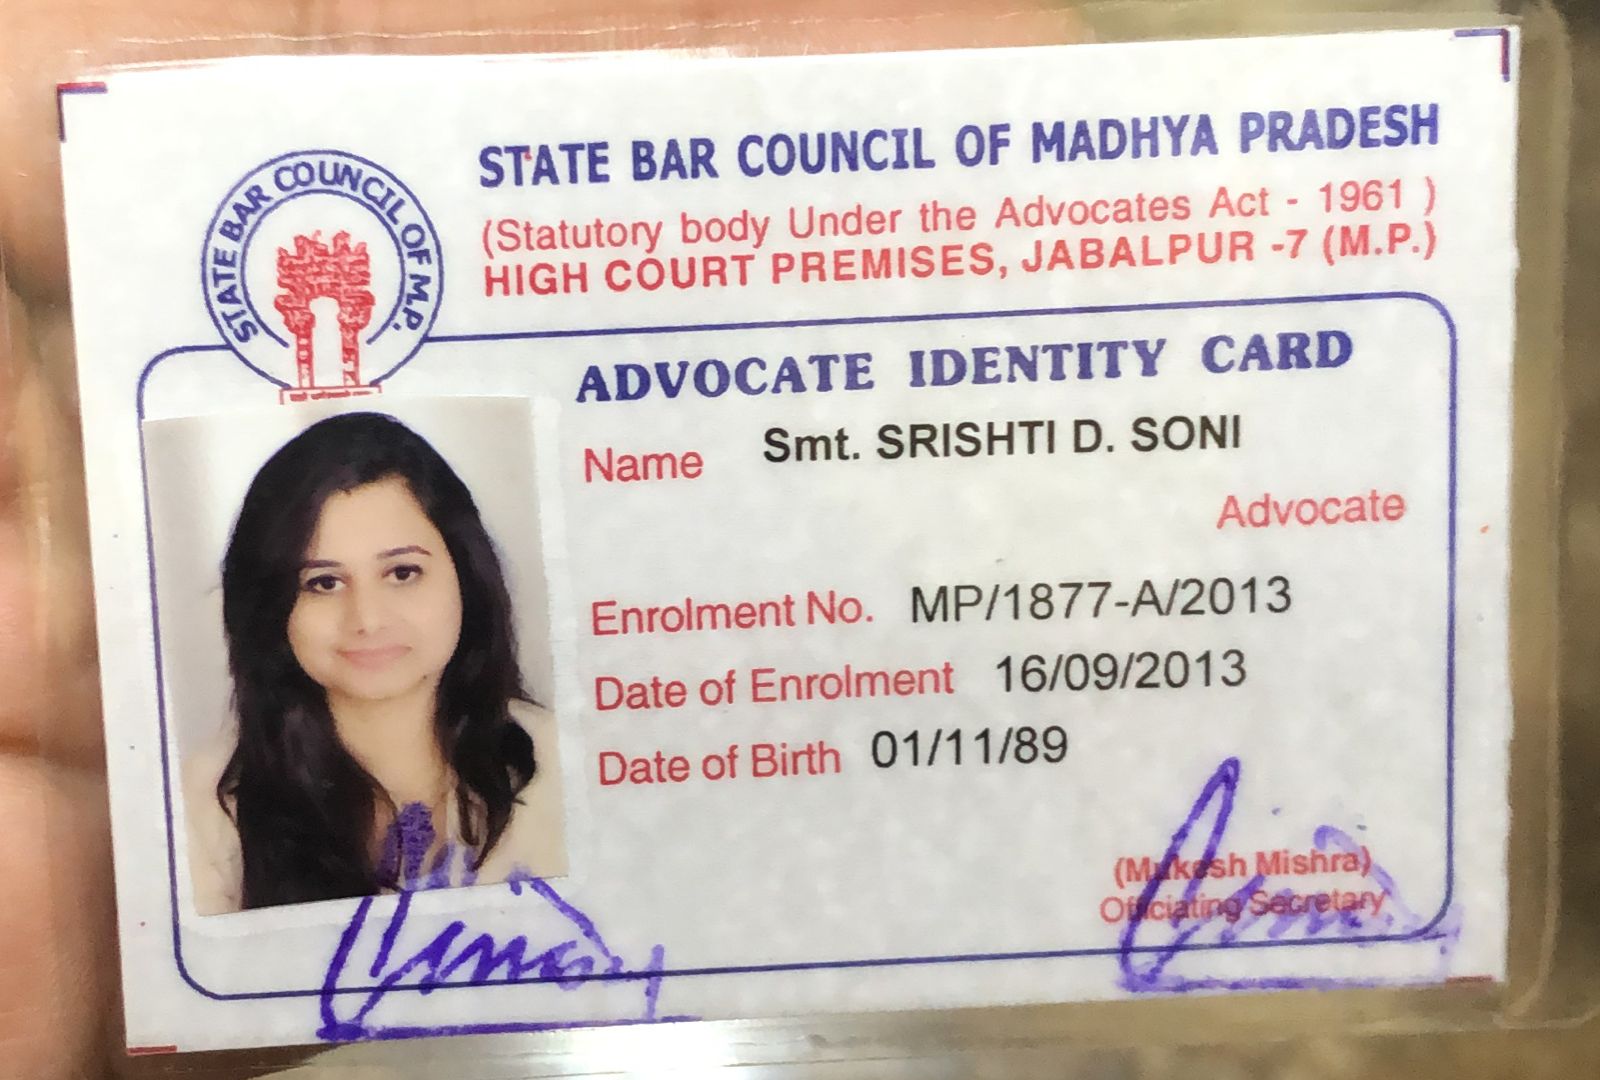 STATE BAR COUNCIL OF MADHYA PRADESH
(Statutory body Under the Advocates Act - 1961 )
HIGH COURT PREMISES, JABALPUR -7 (M.P.)
STATE BAR COUNCIL OF M.P.
ADVOCATE IDENTITY CARD
Name Smt. SRISHTI D. SONI
Advocate
Enrolment No. MP/1877-A/2013
Date of Enrolment 16/09/2013
Date of Birth 01/11/89
(Mukesh Mishra)
Officiating Secretary